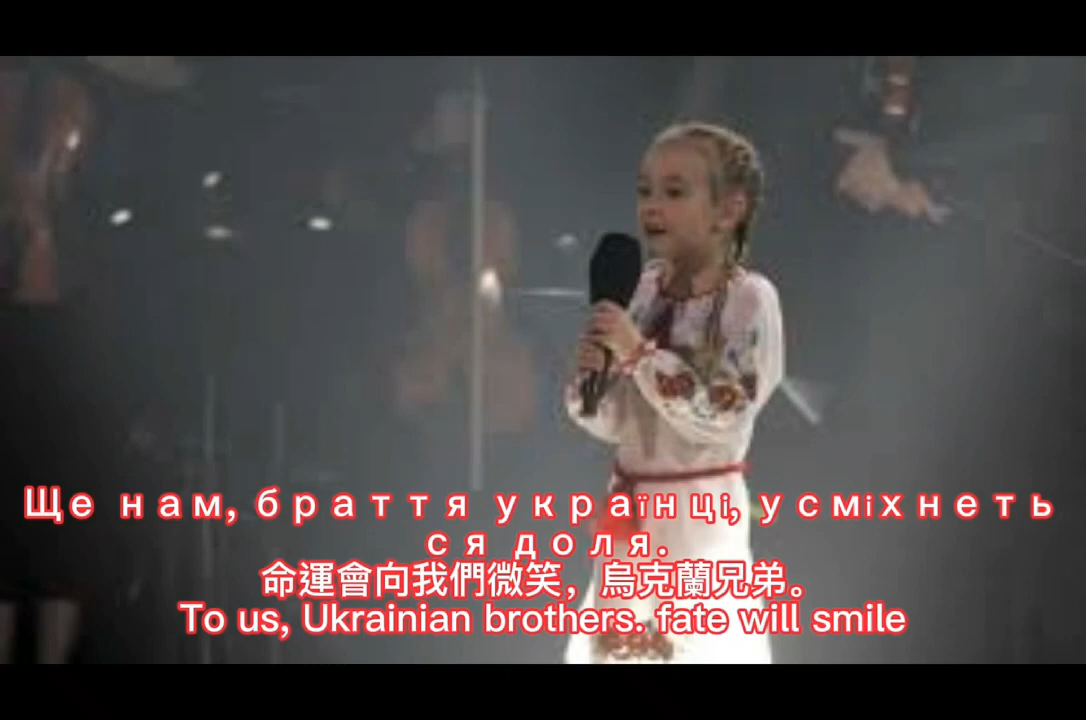 Ще нам, браття українці, усміхнеть
ся доля.
命運會向我們微笑，烏克蘭兄弟。
To us, Ukrainian brothers. fate will smile